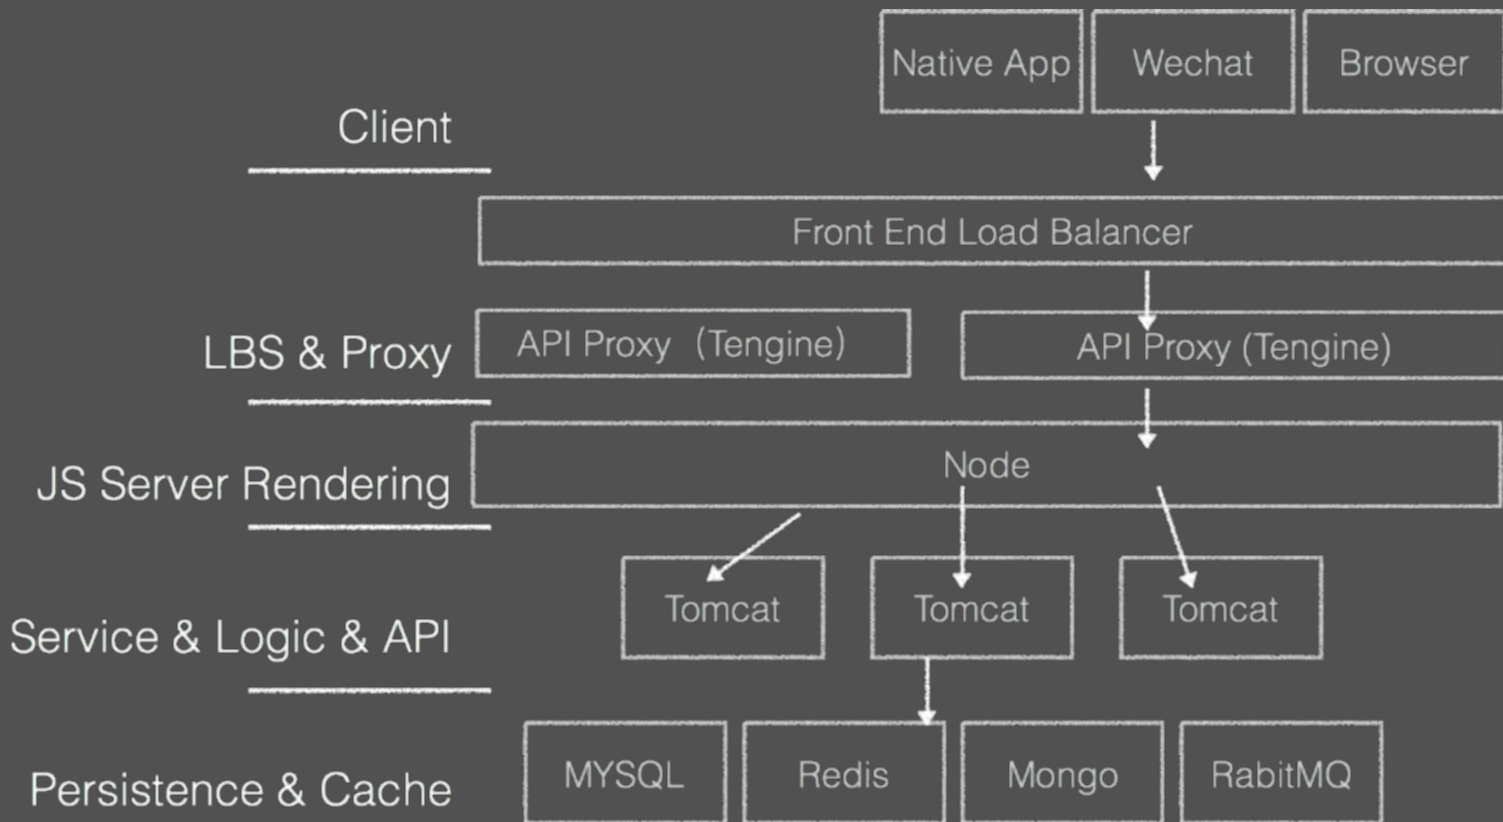 Native App
Wechat
Browser
Client
Front End Load Balancer
LBS & Proxy
API Proxy（Tengine）
API Proxy (Tengine)
JS Server Rendering
Node
Service & Logic & API
Tomcat
Tomcat
Tomcat
Persistence & Cache
MYSQL
Redis
Mongo
RabitMQ